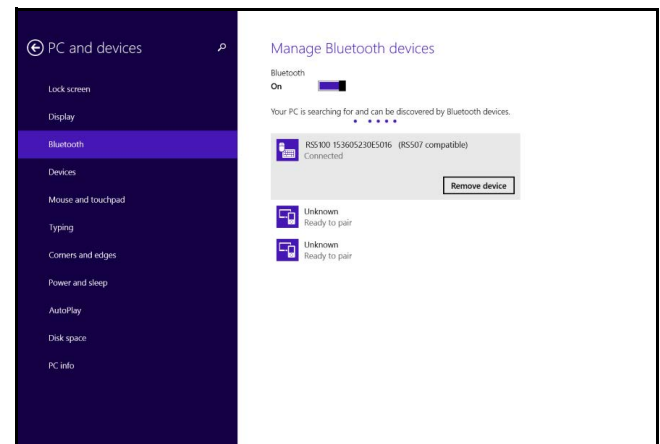 PC and devices
Lock screen
Display
Bluetooth
Devices
Mouse and touchpad
Typing
Corners and edges
Power and sleep
AutoPlay
Disk space
PC info
Manage Bluetooth devices
Bluetooth
On
Your PC is searching for and can be discovered by Bluetooth devices.
RS5100 153605230E5016 (RS507 compatible)
Connected
Remove device
Unknown
Ready to pair
Unknown
Ready to pair